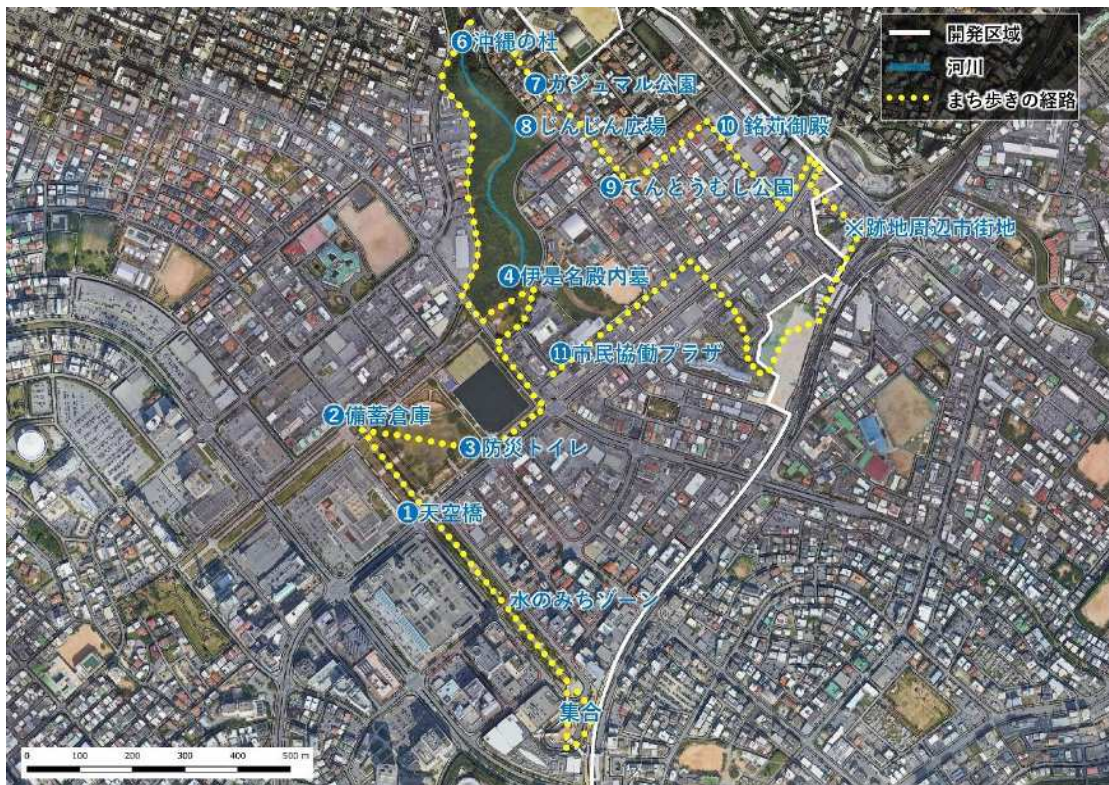 開発区域
河川
まち歩きの経路
❻沖縄の杜
❼ガジュマル公園
❽じんじん広場
❿銘苅御殿
❾てんとうむし公園
※跡地周辺市街地
❹伊是名殿内墓
⓫市民協働プラザ
❷備蓄倉庫
❸防災トイレ
❶天空橋
水のみちゾーン
集合
0 100 200 300 400 500 m